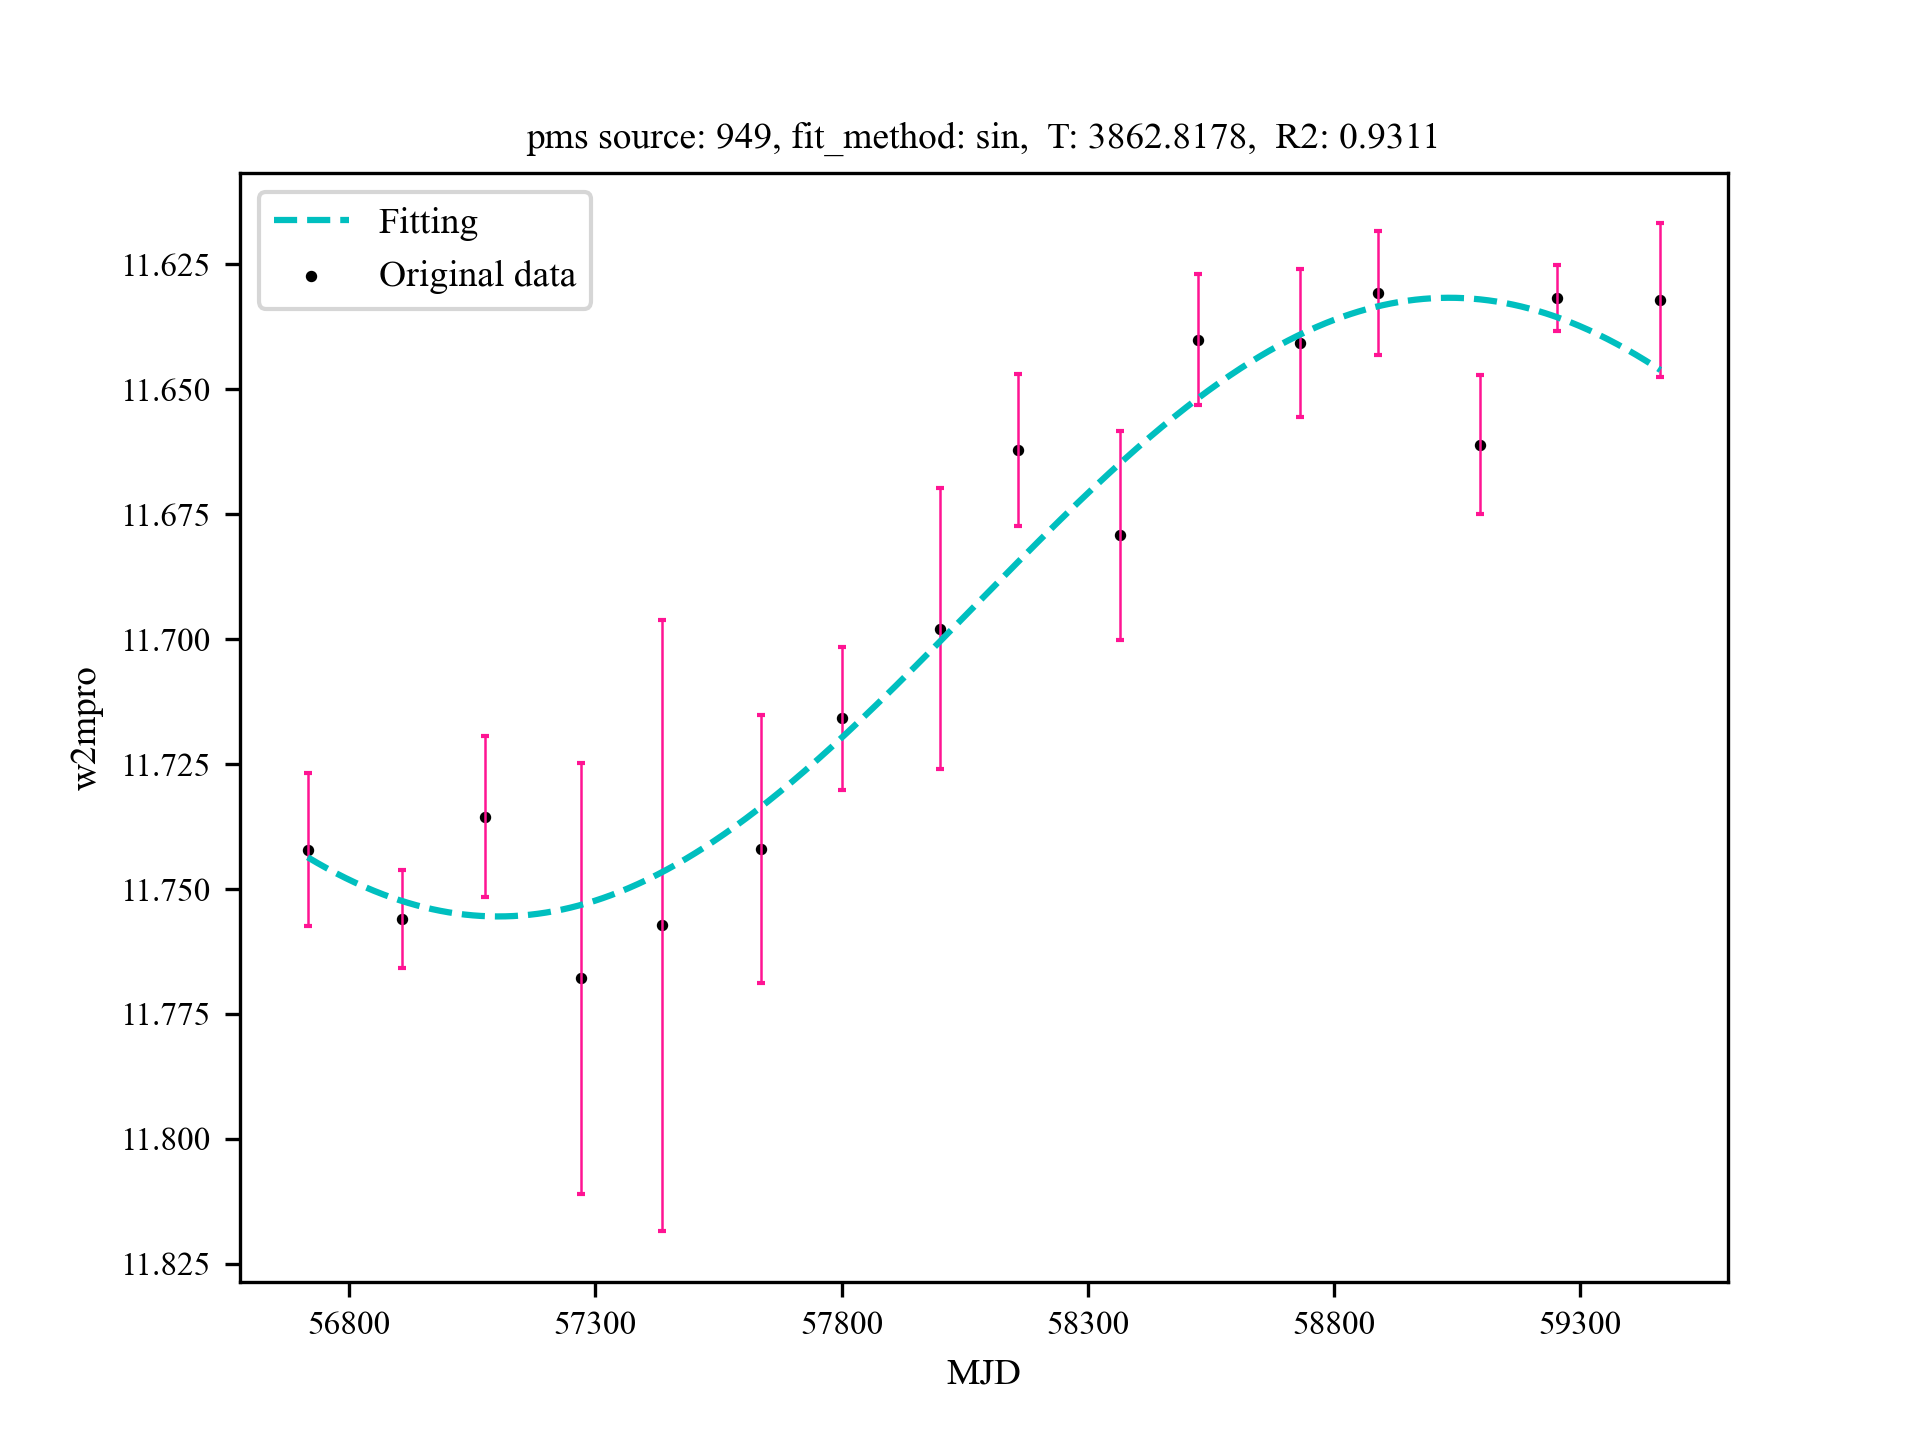 pms source: 949, fit_method: sin,  T: 3862.8178,  R2: 0.9311
Fitting
Original data
11.625
11.650
11.675
11.700
11.725
11.750
11.775
11.800
11.825
w2mpro
56800 57300 57800 58300 58800 59300
MJD